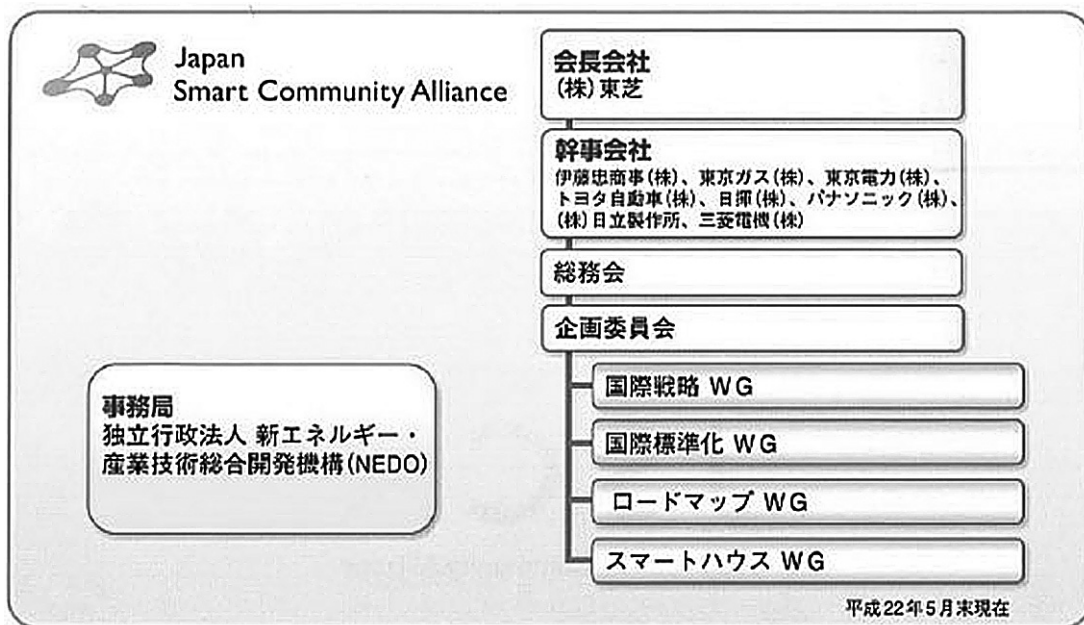 Japan
Smart Community Alliance
会長会社
(株)東芝
幹事会社
伊藤忠商事(株)、東京ガス(株)、東京電力(株)、
トヨタ自動車(株)、日揮(株)、パナソニック(株)、
(株)日立製作所、三菱電機(株)
総務会
企画委員会
国際戦略 WG
国際標準化 WG
ロードマップ WG
スマートハウス WG
事務局
独立行政法人 新エネルギー・
産業技術総合開発機構(NEDO)
平成22年5月末現在